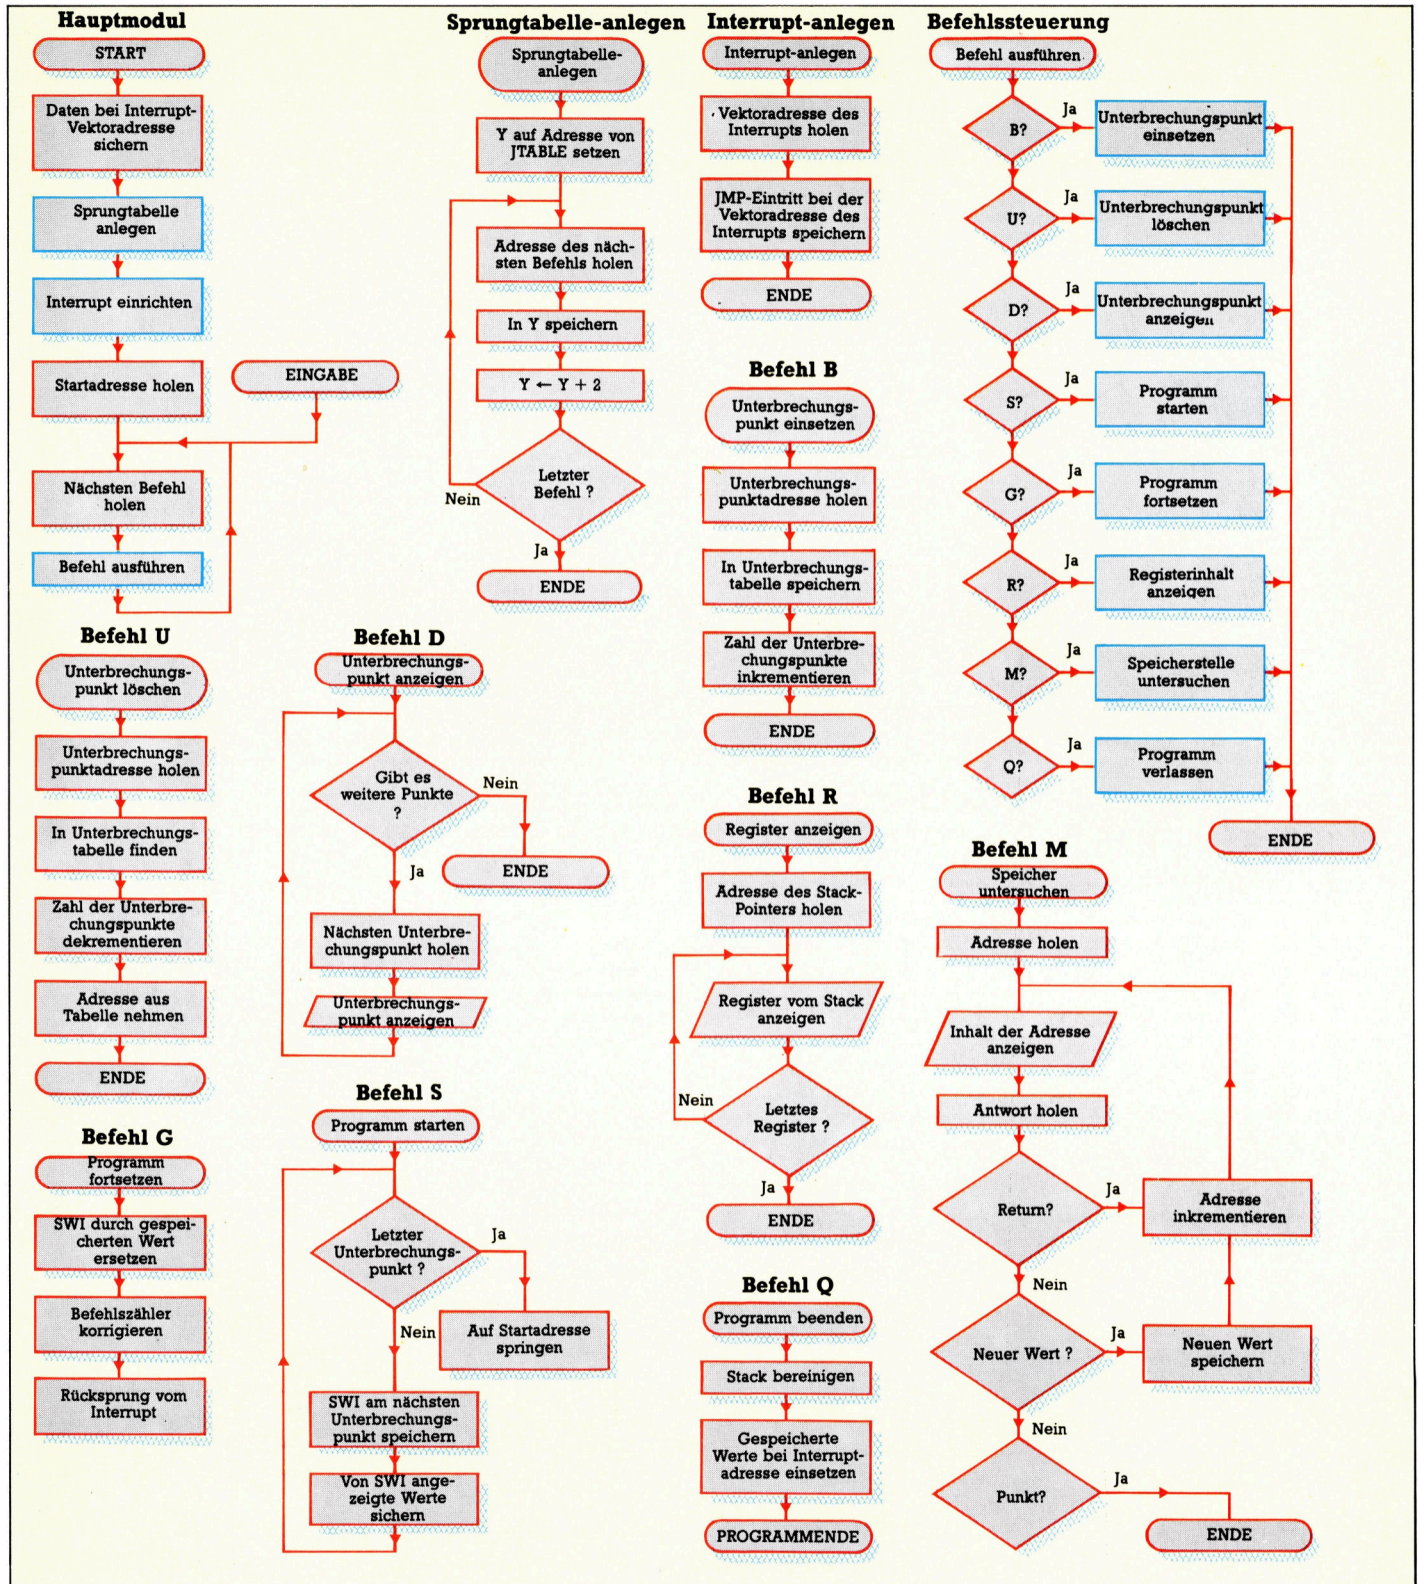 Hauptmodul
START
Daten bei Interrupt-
Vektoradresse
sichern
Sprungtabelle
anlegen
Interrupt einrichten
Startadresse holen
EINGABE
Nächsten Befehl
holen
Befehl ausführen
Sprungtabelle-anlegen
Sprungtabelle-
anlegen
Y auf Adresse von
JTABLE setzen
Adresse des näch-
sten Befehls holen
In Y speichern
Y ← Y + 2
Letzter
Befehl ?
Nein
Ja
ENDE
Interrupt-anlegen
Interrupt-anlegen
Vektoradresse des
Interrupts holen
JMP-Eintritt bei der
Vektoradresse des
Interrupts speichern
ENDE
Befehl B
Unterbrechungs-
punkt einsetzen
Unterbrechungs-
punktadresse holen
In Unterbrechungs-
tabelle speichern
Zahl der Unterbre-
chungspunkte
inkrementieren
ENDE
Befehlssteuerung
Befehl ausführen
B?
Ja
Unterbrechungspunkt
einsetzen
U?
Ja
Unterbrechungspunkt
löschen
D?
Ja
Unterbrechungspunkt
anzeigen
S?
Ja
Programm
starten
G?
Ja
Programm
fortsetzen
R?
Ja
Registerinhalt
anzeigen
M?
Ja
Speicherstelle
untersuchen
Q?
Ja
Programm
verlassen
ENDE
Befehl U
Unterbrechungs-
punkt löschen
Unterbrechungs-
punktadresse holen
In Unterbrechungs-
tabelle finden
Zahl der Unterbre-
chungspunkte
dekrementieren
Adresse aus
Tabelle nehmen
ENDE
Befehl D
Unterbrechungs-
punkt anzeigen
Gibt es
weitere Punkte
?
Nein
ENDE
Ja
Nächsten Unterbre-
chungspunkt holen
Unterbrechungs-
punkt anzeigen
Befehl R
Register anzeigen
Adresse des Stack-
Pointers holen
Register vom Stack
anzeigen
Nein
Letztes
Register ?
Ja
ENDE
Befehl M
Speicher
untersuchen
Adresse holen
Inhalt der Adresse
anzeigen
Antwort holen
Return?
Ja
Adresse
inkrementieren
Nein
Neuer Wert ?
Ja
Neuen Wert
speichern
Nein
Punkt?
Ja
ENDE
Befehl G
Programm
fortsetzen
SWI durch gespei-
cherten Wert
ersetzen
Befehlszähler
korrigieren
Rücksprung vom
Interrupt
Befehl S
Programm starten
Letzter
Unterbrechungs-
punkt ?
Ja
Auf Startadresse
springen
Nein
SWI am nächsten
Unterbrechungs-
punkt speichern
Von SWI ange-
zeigte Werte
sichern
Befehl Q
Programm beenden
Stack bereinigen
Gespeicherte
Werte bei Interrupt-
adresse einsetzen
PROGRAMMENDE